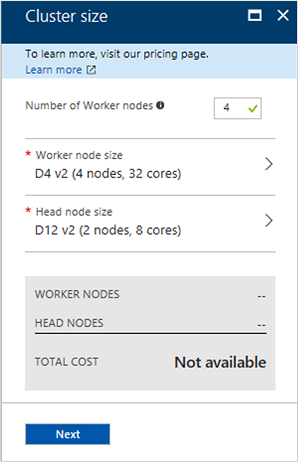 Cluster size
To learn more, visit our pricing page.
Learn more
Number of Worker nodes
4
* Worker node size
D4 v2 (4 nodes, 32 cores)
* Head node size
D12 v2 (2 nodes, 8 cores)
WORKER NODES --
HEAD NODES --
TOTAL COST Not available
Next